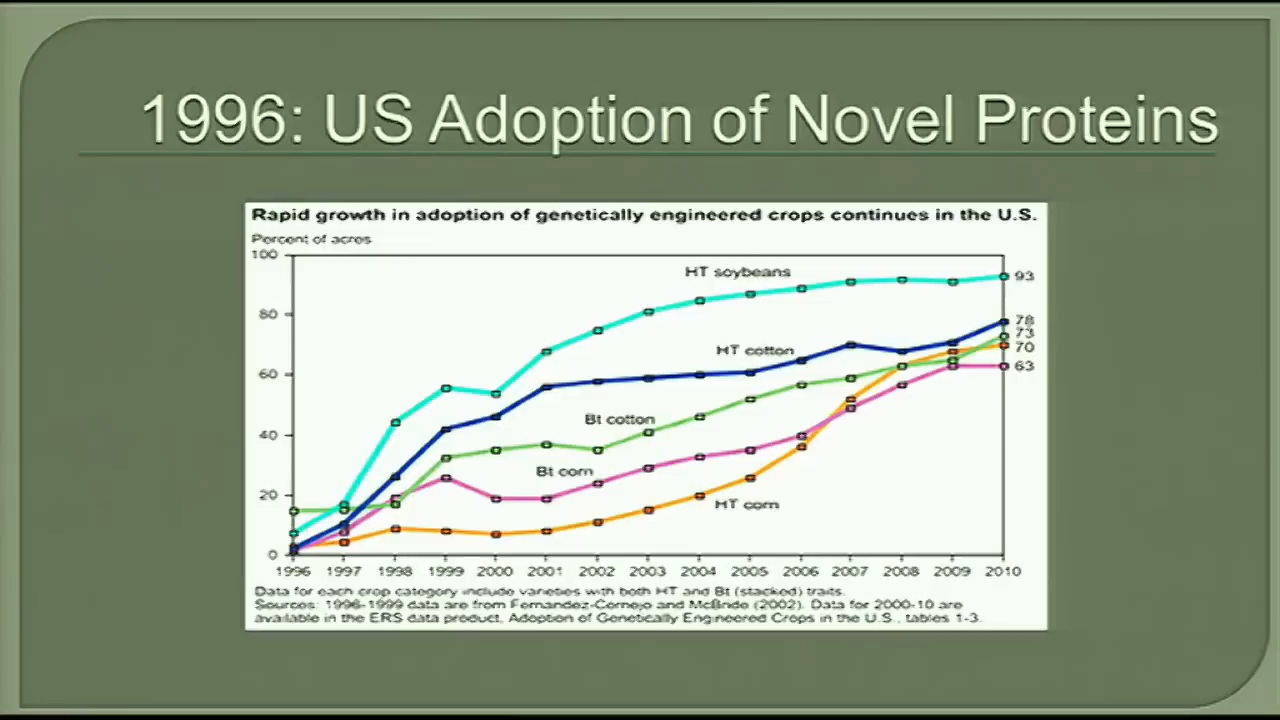 1996: US Adoption of Novel Proteins
Rapid growth in adoption of genetically engineered crops continues in the U.S.
Percent of acres
100
80
60
40
20
0
HT soybeans
HT cotton
Bt cotton
Bt corn
HT corn
93
78
73
70
63
1996 1997 1998 1999 2000 2001 2002 2003 2004 2005 2006 2007 2008 2009 2010
Data for each crop category include varieties with both HT and Bt (stacked) traits.
Sources: 1996-1999 data are from Fernandez-Cornejo and McBride (2002). Data for 2000-10 are
available in the ERS data product, Adoption of Genetically Engineered Crops in the U.S., tables 1-3.